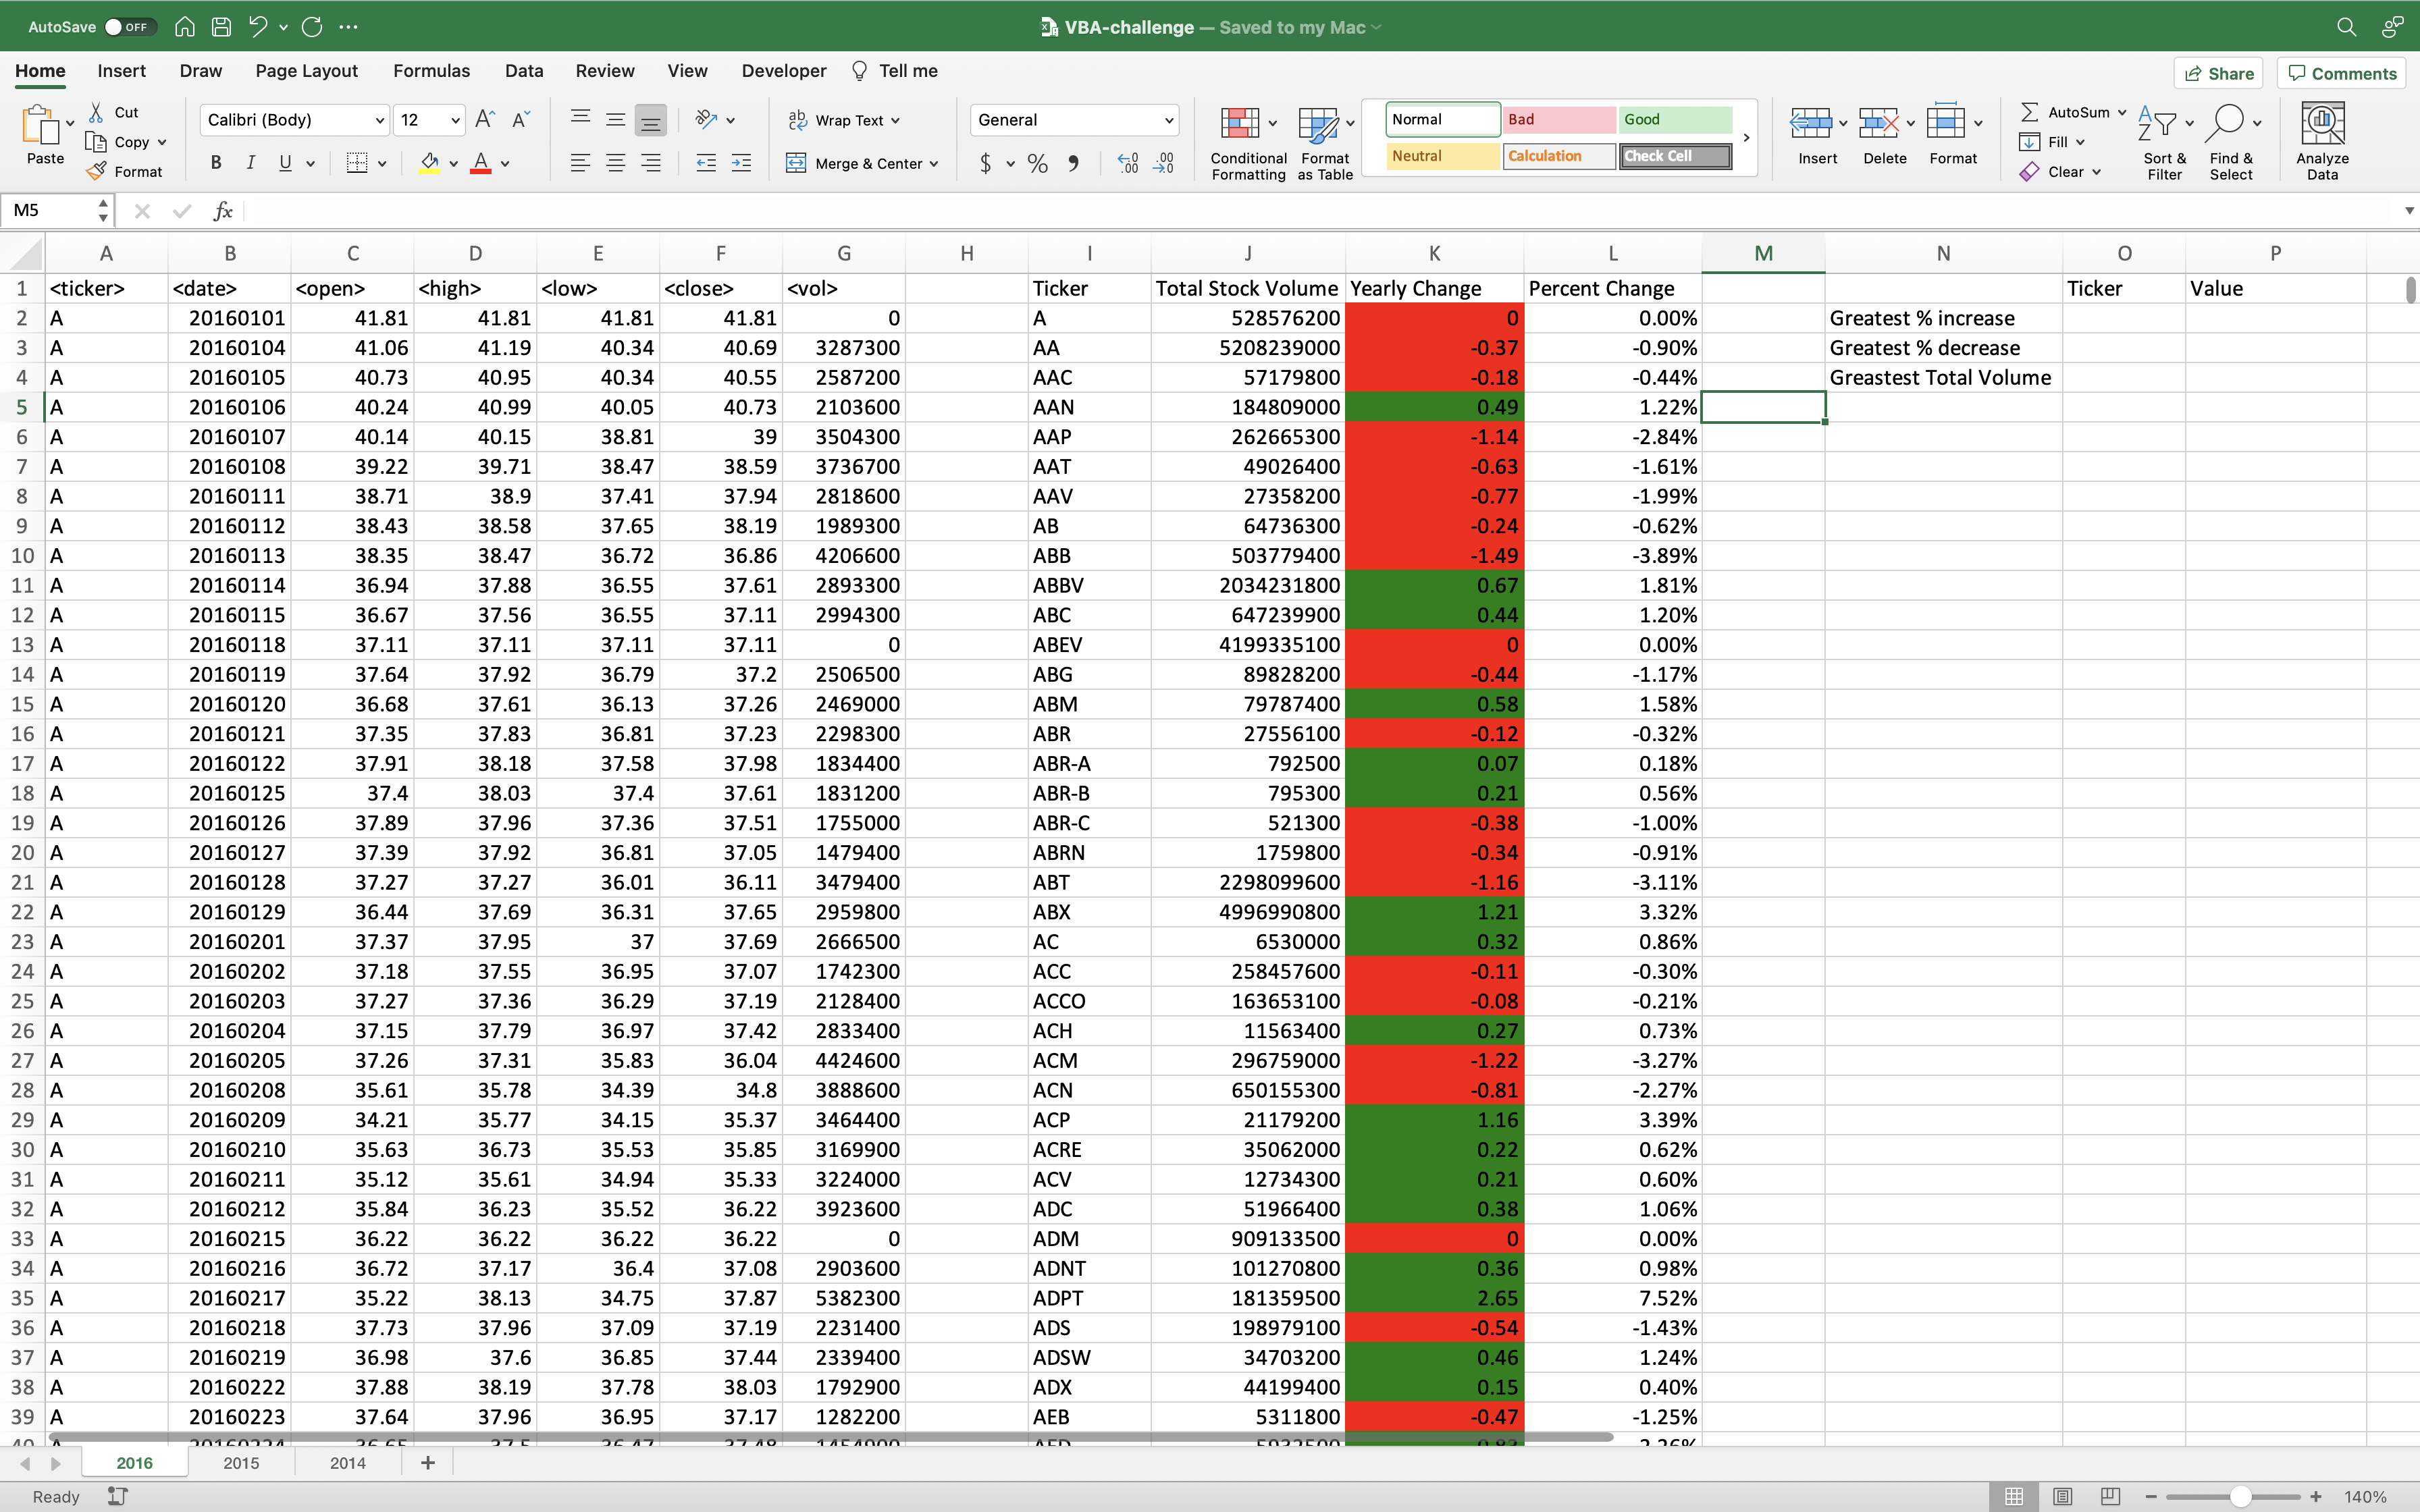 AutoSave OFF VBA-challenge — Saved to my Mac
Home Insert Draw Page Layout Formulas Data Review View Developer Tell me Share Comments
Paste Cut Copy Format
Calibri (Body) 12 A A
B I U A
Wrap Text
Merge & Center
General
$ % .00 .0
Conditional Formatting Format as Table
Normal Bad Good
Neutral Calculation Check Cell
Insert Delete Format
AutoSum Fill Clear
Sort & Filter Find & Select Analyze Data
M5 fx
A B C D E F G H I J K L M N O P
1 <ticker> <date> <open> <high> <low> <close> <vol> Ticker Total Stock Volume Yearly Change Percent Change Ticker Value
2 A 20160101 41.81 41.81 41.81 41.81 0 A 528576200 0 0.00% Greatest % increase
3 A 20160104 41.06 41.19 40.34 40.69 3287300 AA 5208239000 -0.37 -0.90% Greatest % decrease
4 A 20160105 40.73 40.95 40.34 40.55 2587200 AAC 57179800 -0.18 -0.44% Greastest Total Volume
5 A 20160106 40.24 40.99 40.05 40.73 2103600 AAN 184809000 0.49 1.22%
6 A 20160107 40.14 40.15 38.81 39 3504300 AAP 262665300 -1.14 -2.84%
7 A 20160108 39.22 39.71 38.47 38.59 3736700 AAT 49026400 -0.63 -1.61%
8 A 20160111 38.71 38.9 37.41 37.94 2818600 AAV 27358200 -0.77 -1.99%
9 A 20160112 38.43 38.58 37.65 38.19 1989300 AB 64736300 -0.24 -0.62%
10 A 20160113 38.35 38.47 36.72 36.86 4206600 ABB 503779400 -1.49 -3.89%
11 A 20160114 36.94 37.88 36.55 37.61 2893300 ABBV 2034231800 0.67 1.81%
12 A 20160115 36.67 37.56 36.55 37.11 2994300 ABC 647239900 0.44 1.20%
13 A 20160118 37.11 37.11 37.11 37.11 0 ABEV 4199335100 0 0.00%
14 A 20160119 37.64 37.92 36.79 37.2 2506500 ABG 89828200 -0.44 -1.17%
15 A 20160120 36.68 37.61 36.13 37.26 2469000 ABM 79787400 0.58 1.58%
16 A 20160121 37.35 37.83 36.81 37.23 2298300 ABR 27556100 -0.12 -0.32%
17 A 20160122 37.91 38.18 37.58 37.98 1834400 ABR-A 792500 0.07 0.18%
18 A 20160125 37.4 38.03 37.4 37.61 1831200 ABR-B 795300 0.21 0.56%
19 A 20160126 37.89 37.96 37.36 37.51 1755000 ABR-C 521300 -0.38 -1.00%
20 A 20160127 37.39 37.92 36.81 37.05 1479400 ABRN 1759800 -0.34 -0.91%
21 A 20160128 37.27 37.27 36.01 36.11 3479400 ABT 2298099600 -1.16 -3.11%
22 A 20160129 36.44 37.69 36.31 37.65 2959800 ABX 4996990800 1.21 3.32%
23 A 20160201 37.37 37.95 37 37.69 2666500 AC 6530000 0.32 0.86%
24 A 20160202 37.18 37.55 36.95 37.07 1742300 ACC 258457600 -0.11 -0.30%
25 A 20160203 37.27 37.36 36.29 37.19 2128400 ACCO 163653100 -0.08 -0.21%
26 A 20160204 37.15 37.79 36.97 37.42 2833400 ACH 11563400 0.27 0.73%
27 A 20160205 37.26 37.31 35.83 36.04 4424600 ACM 296759000 -1.22 -3.27%
28 A 20160208 35.61 35.78 34.39 34.8 3888600 ACN 650155300 -0.81 -2.27%
29 A 20160209 34.21 35.77 34.15 35.37 3464400 ACP 21179200 1.16 3.39%
30 A 20160210 35.63 36.73 35.53 35.85 3169900 ACRE 35062000 0.22 0.62%
31 A 20160211 35.12 35.61 34.94 35.33 3224000 ACV 12734300 0.21 0.60%
32 A 20160212 35.84 36.23 35.52 36.22 3923600 ADC 51966400 0.38 1.06%
33 A 20160215 36.22 36.22 36.22 36.22 0 ADM 909133500 0 0.00%
34 A 20160216 36.72 37.17 36.4 37.08 2903600 ADNT 101270800 0.36 0.98%
35 A 20160217 35.22 38.13 34.75 37.87 5382300 ADPT 181359500 2.65 7.52%
36 A 20160218 37.73 37.96 37.09 37.19 2231400 ADS 198979100 -0.54 -1.43%
37 A 20160219 36.98 37.6 36.85 37.44 2339400 ADSW 34703200 0.46 1.24%
38 A 20160222 37.88 38.19 37.78 38.03 1792900 ADX 44199400 0.15 0.40%
39 A 20160223 37.64 37.96 36.95 37.17 1282200 AEB 5311800 -0.47 -1.25%
2016 2015 2014 +
Ready 140%